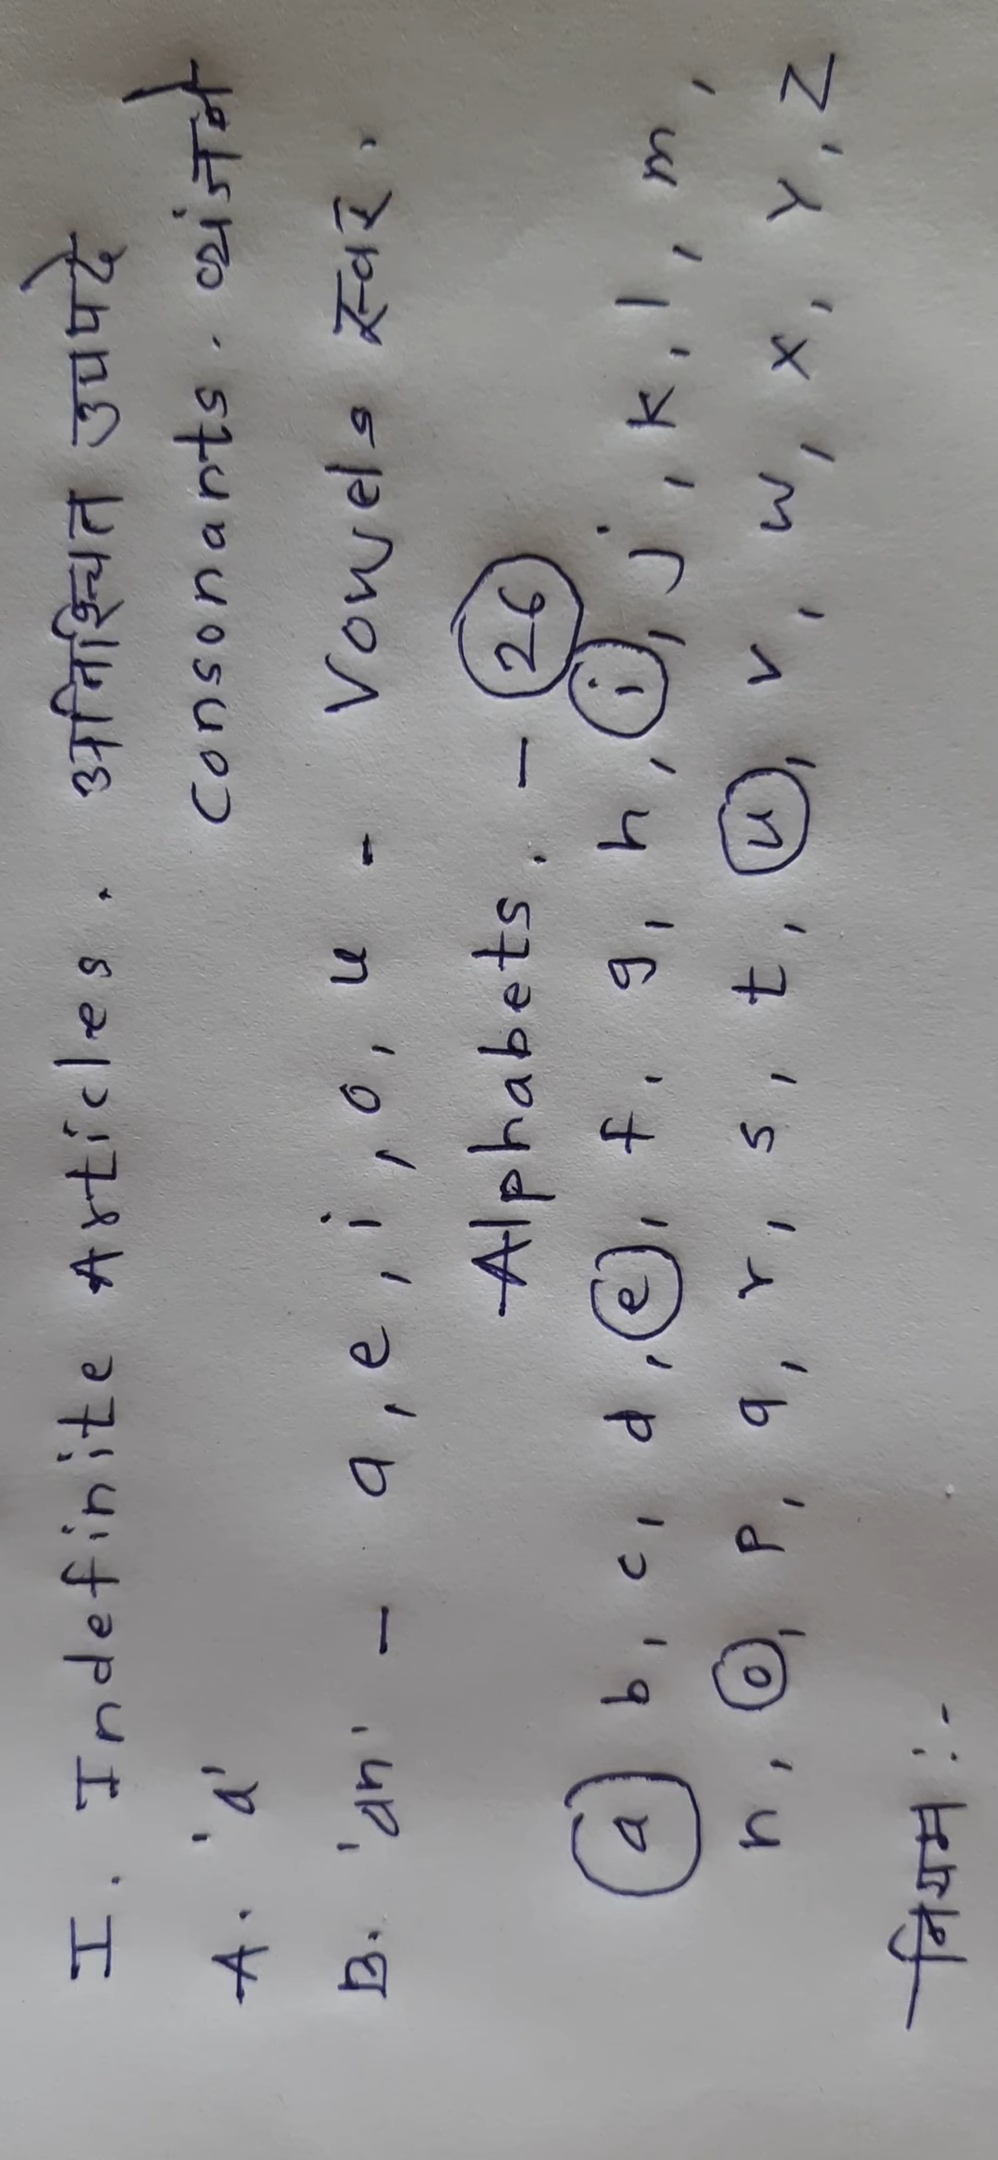 I. Indefinite Articles. अनिश्चित उपपदे
A. 'a' consonants. व्यंजने
B. 'an' - a, e, i, o, u - Vowels स्वर.
Alphabets. - 26
a b, c, d, e, f, g, h, i, j, k, l, m,
n, o, p, q, r, s, t, u, v, w, x, y, z
नियम :-